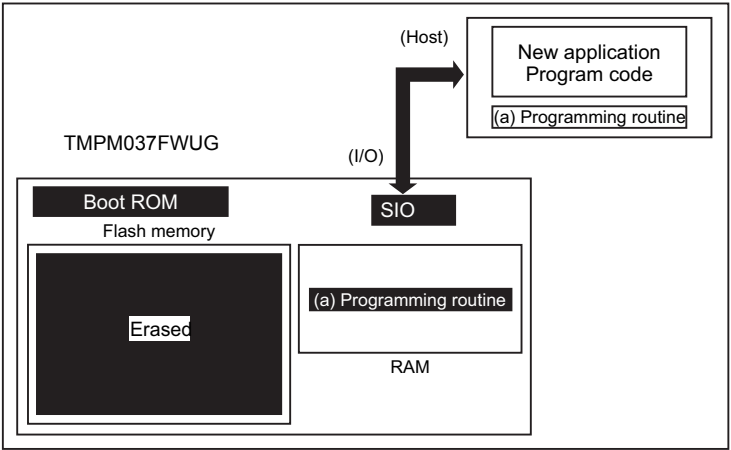 (Host)
New application
Program code
(a) Programming routine
TMPM037FWUG
(I/O)
Boot ROM
SIO
Flash memory
(a) Programming routine
Erased
RAM